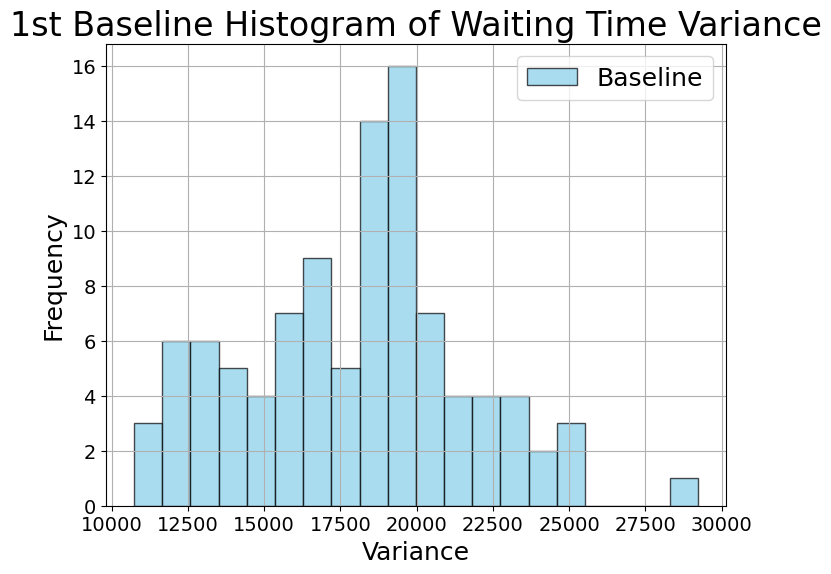 1st Baseline Histogram of Waiting Time Variance
Baseline
16
14
12
10
8
6
4
2
0
Frequency
10000 12500 15000 17500 20000 22500 25000 27500 30000
Variance